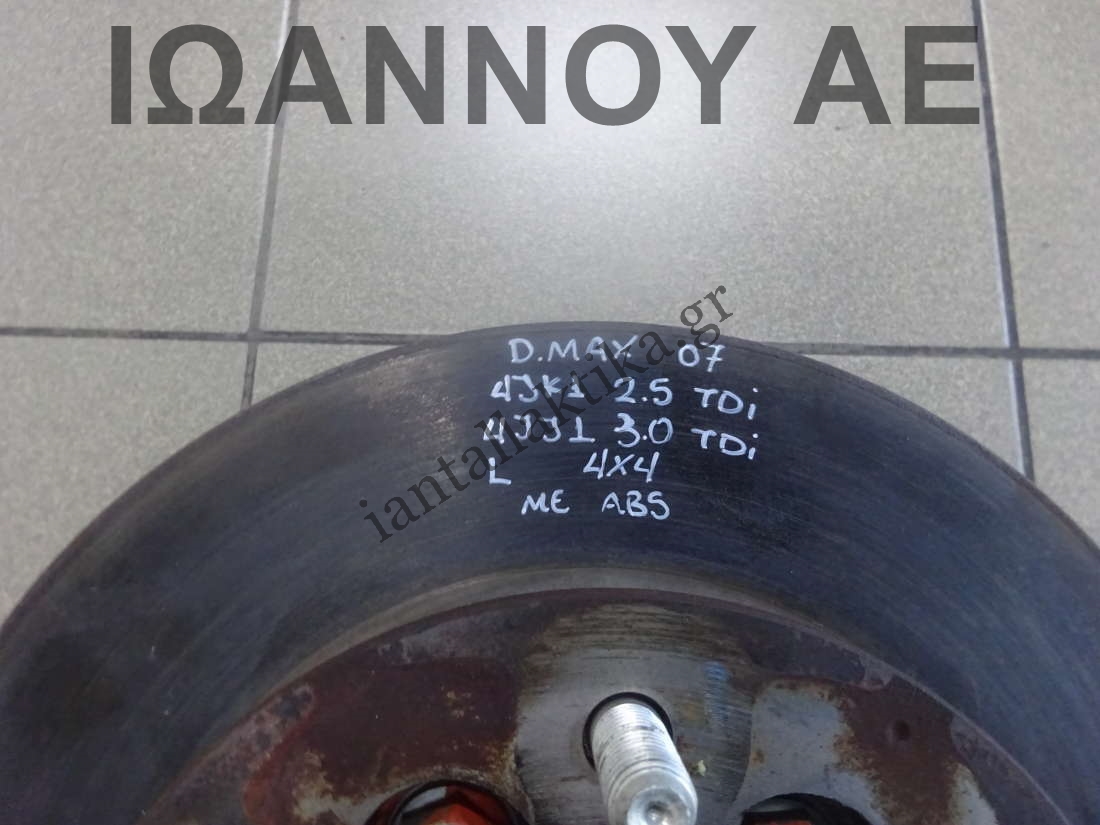 ΙΩΑΝΝΟΥ ΑΕ
iantallaktika.gr
D.MAX 07
4JK1 2.5 TDi
4JJ1 3.0 TDi
L 4X4
ME ABS